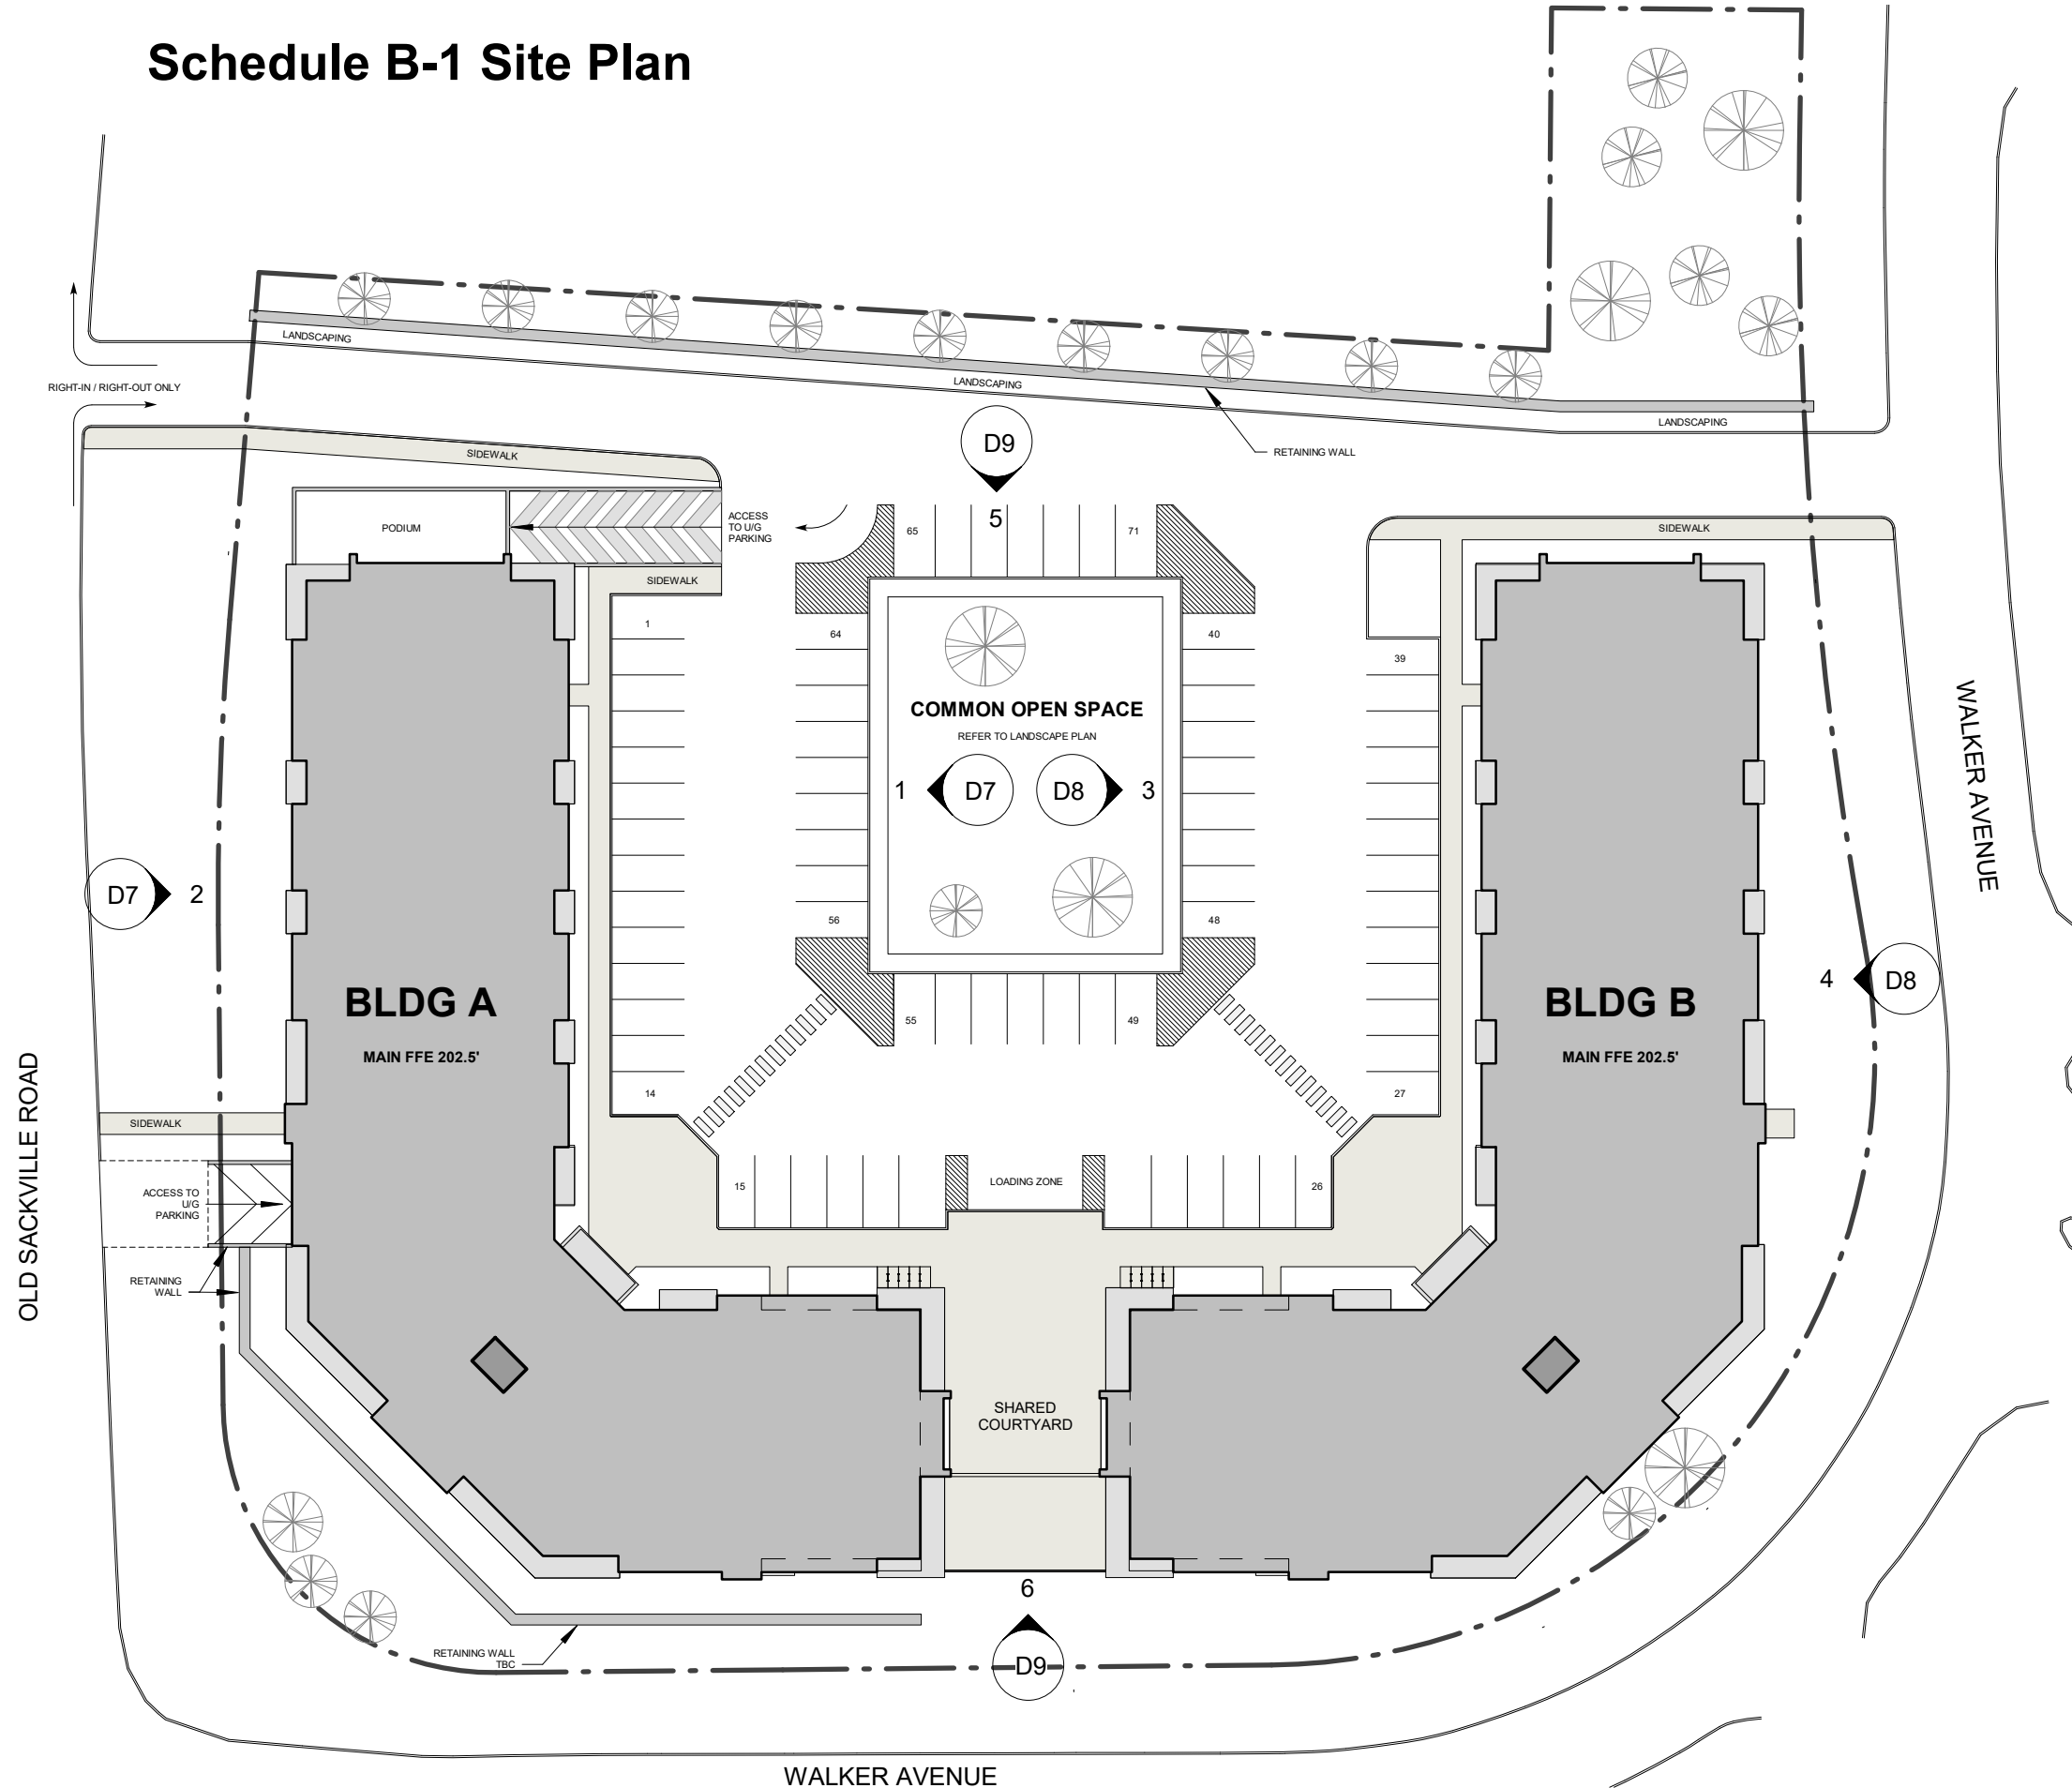 Schedule B-1 Site Plan
LANDSCAPING
RIGHT-IN / RIGHT-OUT ONLY
LANDSCAPING
LANDSCAPING
RETAINING WALL
D9
5
SIDEWALK
SIDEWALK
PODIUM
ACCESS
TO U/G
PARKING
65
71
SIDEWALK
1
64
40
39
COMMON OPEN SPACE
REFER TO LANDSCAPE PLAN
1
D7
D8
3
WALKER AVENUE
D7
2
56
48
4
D8
BLDG A
MAIN FFE 202.5'
BLDG B
MAIN FFE 202.5'
55
49
14
27
OLD SACKVILLE ROAD
SIDEWALK
ACCESS TO
U/G
PARKING
15
LOADING ZONE
26
RETAINING
WALL
SHARED
COURTYARD
6
D9
RETAINING WALL
TBC
WALKER AVENUE